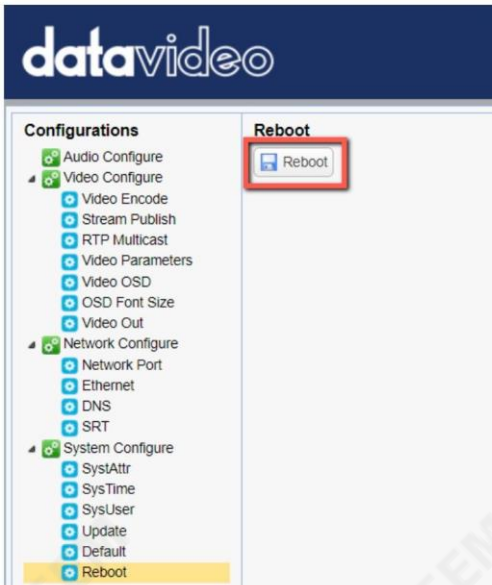 datavideo
Configurations
Audio Configure
Video Configure
Video Encode
Stream Publish
RTP Multicast
Video Parameters
Video OSD
OSD Font Size
Video Out
Network Configure
Network Port
Ethernet
DNS
SRT
System Configure
SystAttr
SysTime
SysUser
Update
Default
Reboot
Reboot
Reboot